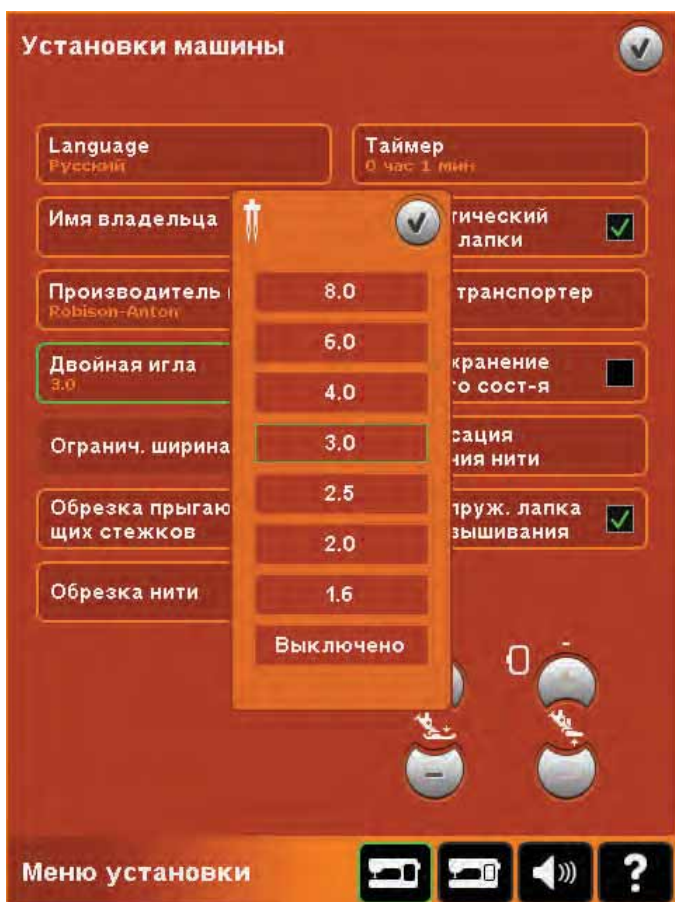 Установки машины
Language
Русский
Таймер
0 час 1 мин
Имя владельца
тический
лапки
Производитель
Robison-Anton
транспортер
Двойная игла
3.0
хранение
сост-я
Огранич. ширина
сация
ния нити
Обрезка прыгаю
щих стежков
пруж. лапка
вышивания
Обрезка нити
8.0
6.0
4.0
3.0
2.5
2.0
1.6
Выключено
-
+
-
-
Меню установки
?